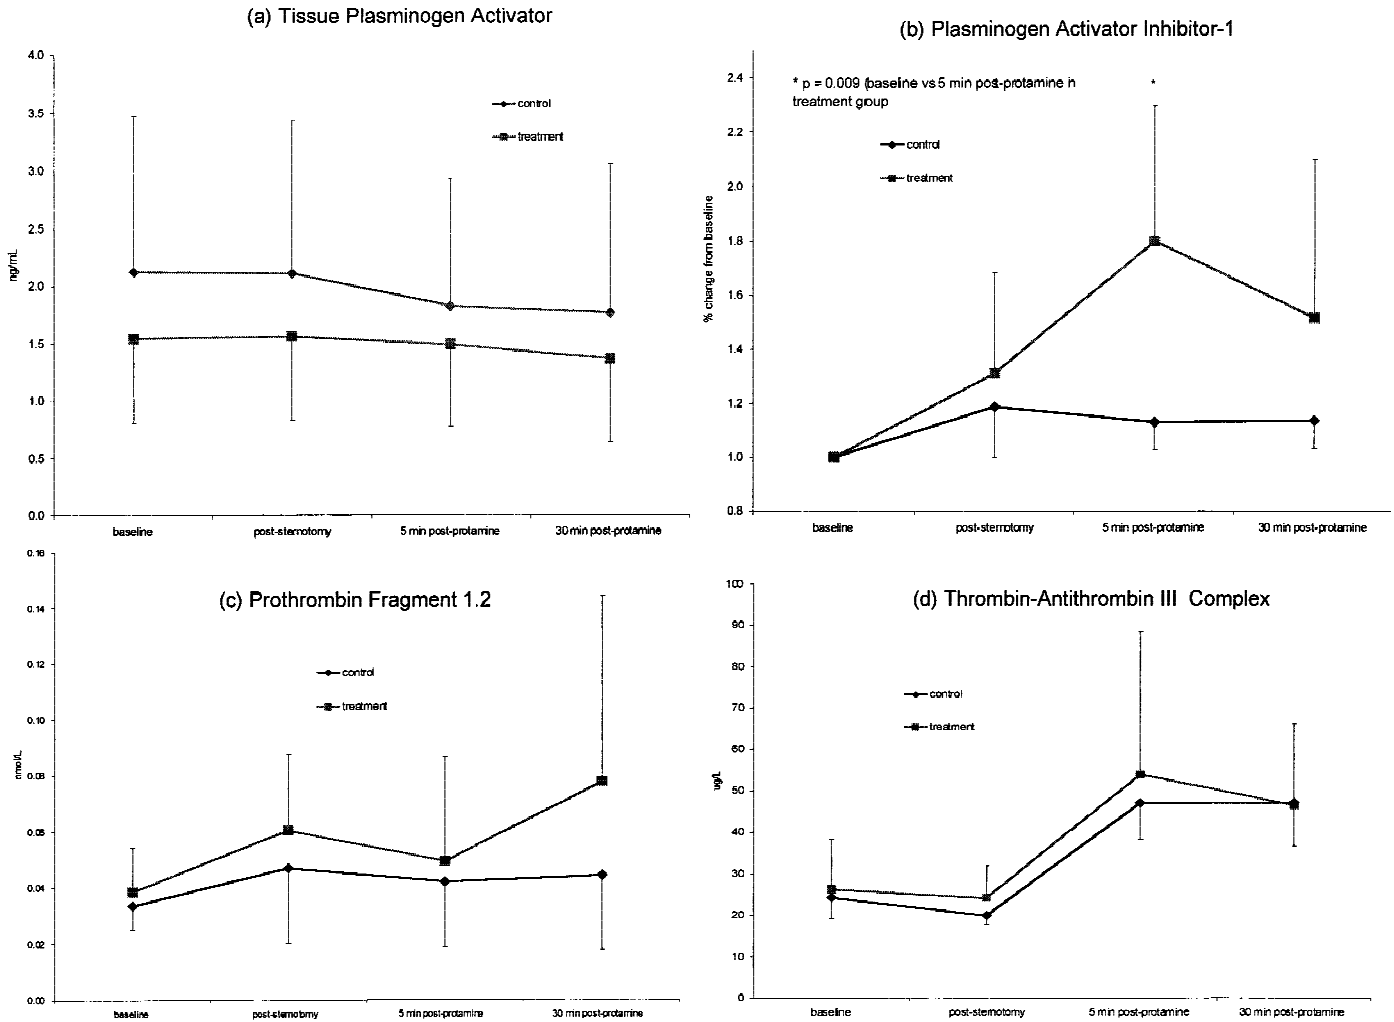 (a) Tissue Plasminogen Activator
4.0
3.5
3.0
2.5
2.0
1.5
1.0
0.5
0.0
ng/mL
control
treatment
baseline
post-sternotomy
5 min post-protamine
30 min post-protamine
(b) Plasminogen Activator Inhibitor-1
* p = 0.009 (baseline vs 5 min post-protamine n
treatment group
*
2.4
2.2
2.0
1.8
1.6
1.4
1.2
1.0
0.8
% change from baseline
control
treatment
baseline
post-sternotomy
5 min post-protamine
30 min post-protamine
(c) Prothrombin Fragment 1.2
0.16
0.14
0.12
0.10
0.08
0.06
0.04
0.02
0.00
nmol/L
control
treatment
baseline
post-sternotomy
5 min post-protamine
30 min post-protamine
(d) Thrombin-Antithrombin III Complex
100
90
80
70
60
50
40
30
20
10
0
ug/L
control
treatment
baseline
post-sternotomy
5 min post-protamine
30 min post-protamine